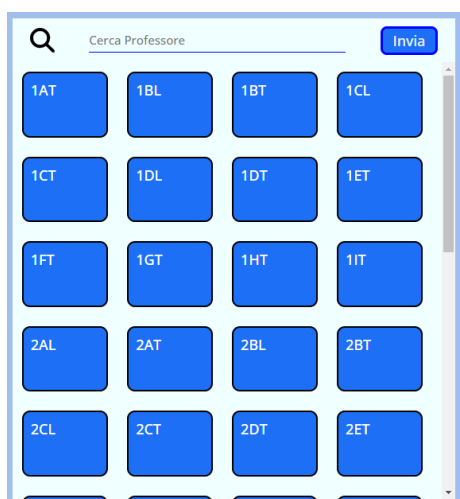 Cerca Professore Invia
1AT 1BL 1BT 1CL
1CT 1DL 1DT 1ET
1FT 1GT 1HT 1IT
2AL 2AT 2BL 2BT
2CL 2CT 2DT 2ET